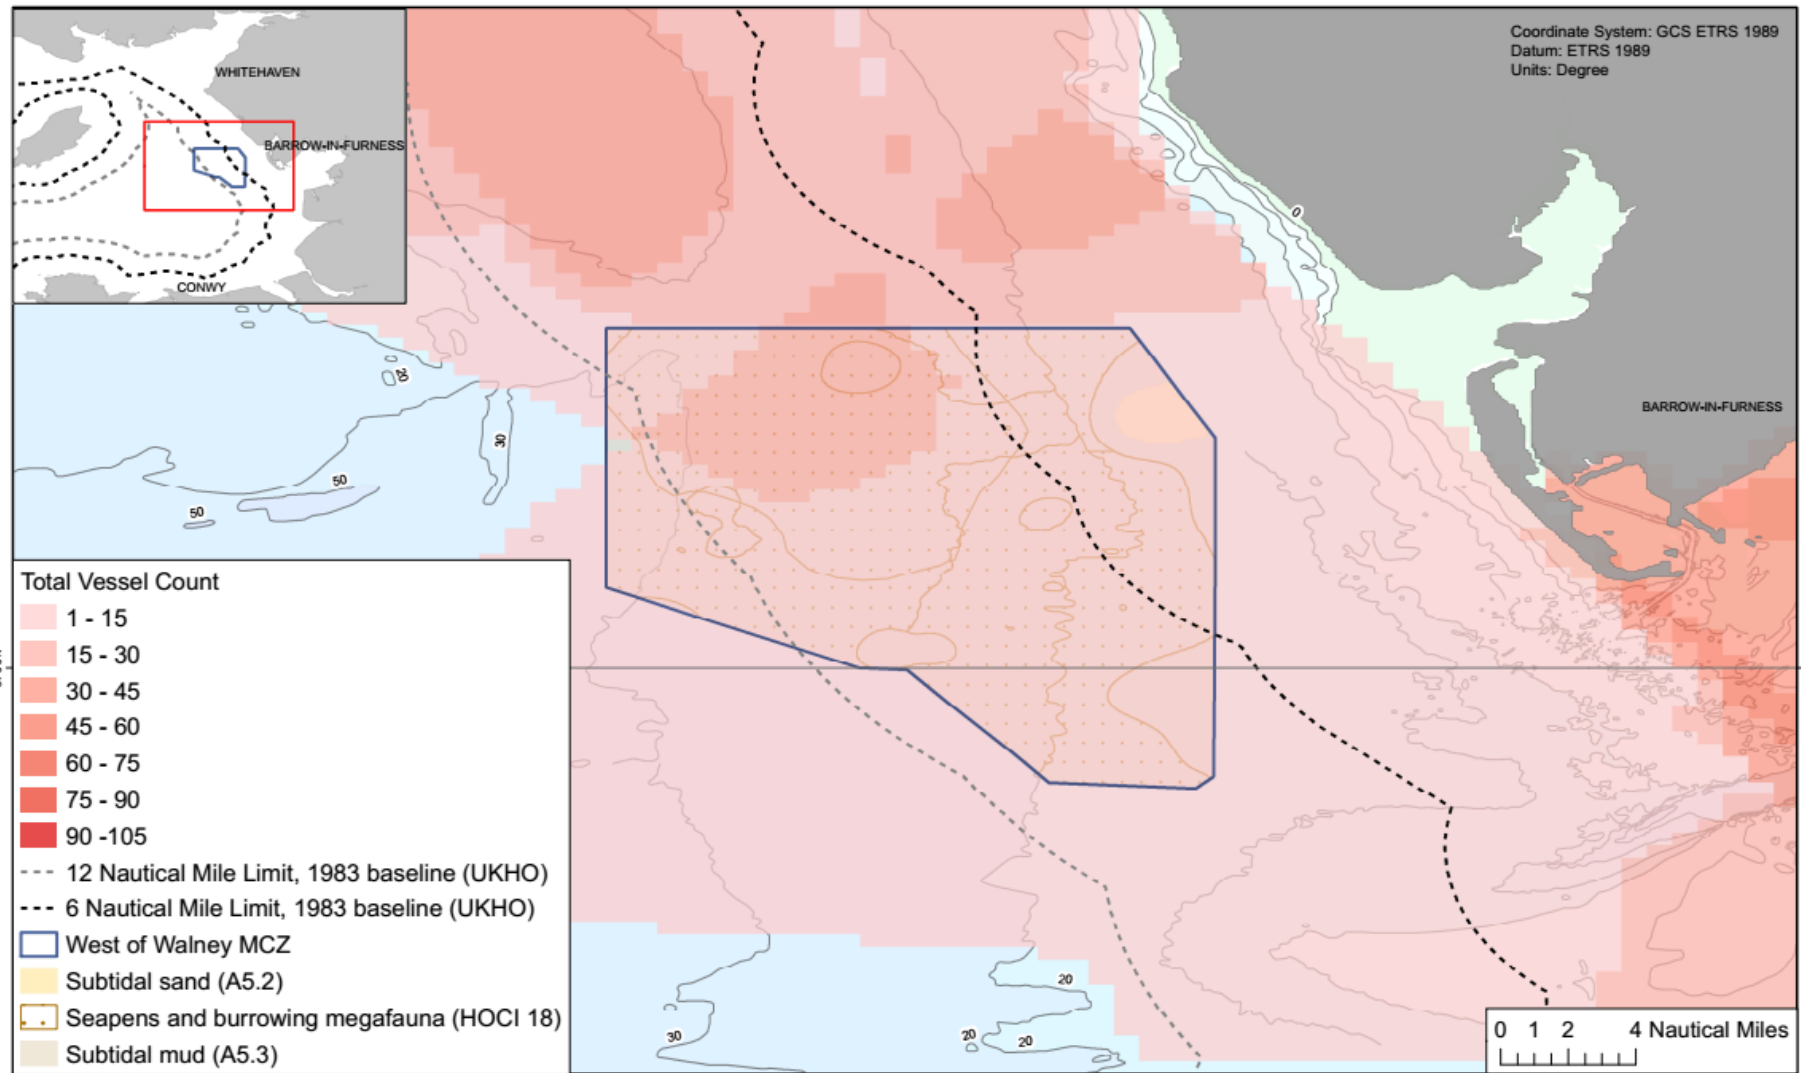 Coordinate System: GCS ETRS 1989
Datum: ETRS 1989
Units: Degree
WHITEHAVEN
BARROW-IN-FURNESS
CONWY
0
20
30
50
50
BARROW-IN-FURNESS
Total Vessel Count
1 - 15
15 - 30
30 - 45
45 - 60
60 - 75
75 - 90
90 -105
12 Nautical Mile Limit, 1983 baseline (UKHO)
6 Nautical Mile Limit, 1983 baseline (UKHO)
West of Walney MCZ
Subtidal sand (A5.2)
Seapens and burrowing megafauna (HOCI 18)
Subtidal mud (A5.3)
20
30
20
20
0 1 2 4 Nautical Miles